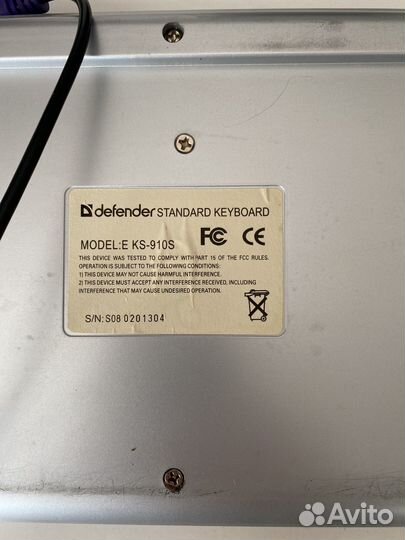 defender STANDARD KEYBOARD
MODEL:E KS-910S FC CE
THIS DEVICE WAS TESTED TO COMPLY WITH PART 15 OF THE FCC RULES.
OPERATION IS SUBJECT TO THE FOLLOWING CONDITIONS:
1) THIS DEVICE MAY NOT CAUSE HARMFUL INTERFERENCE.
2) THIS DEVICE MUST ACCEPT ANY INTERFERENCE RECEIVED, INCLUDING
INTERFERENCE THAT MAY CAUSE UNDESIRED OPERATION.
S/N: S08 0201304
Avito